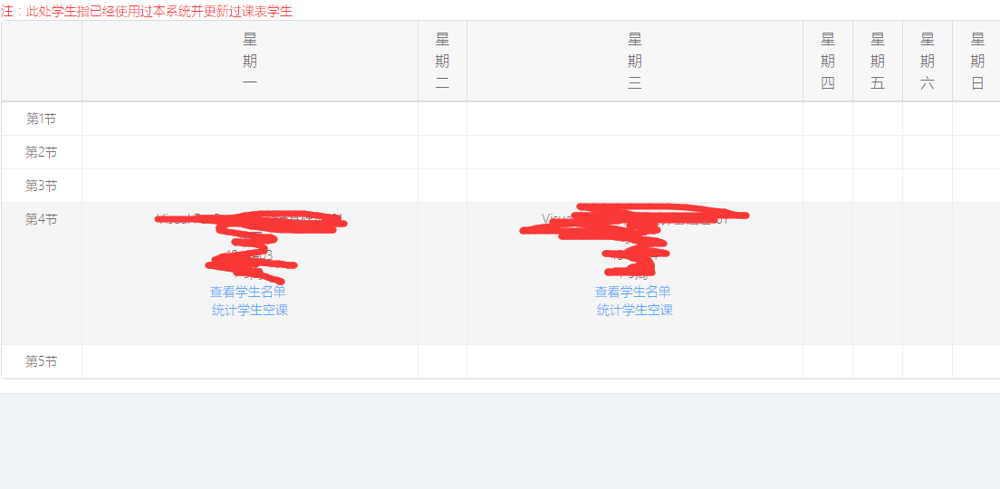 注：此处学生指已经使用过本系统并更新过课表学生
星期一
星期二
星期三
星期四
星期五
星期六
星期日
第1节
第2节
第3节
第4节
查看学生名单
统计学生空课
查看学生名单
统计学生空课
第5节